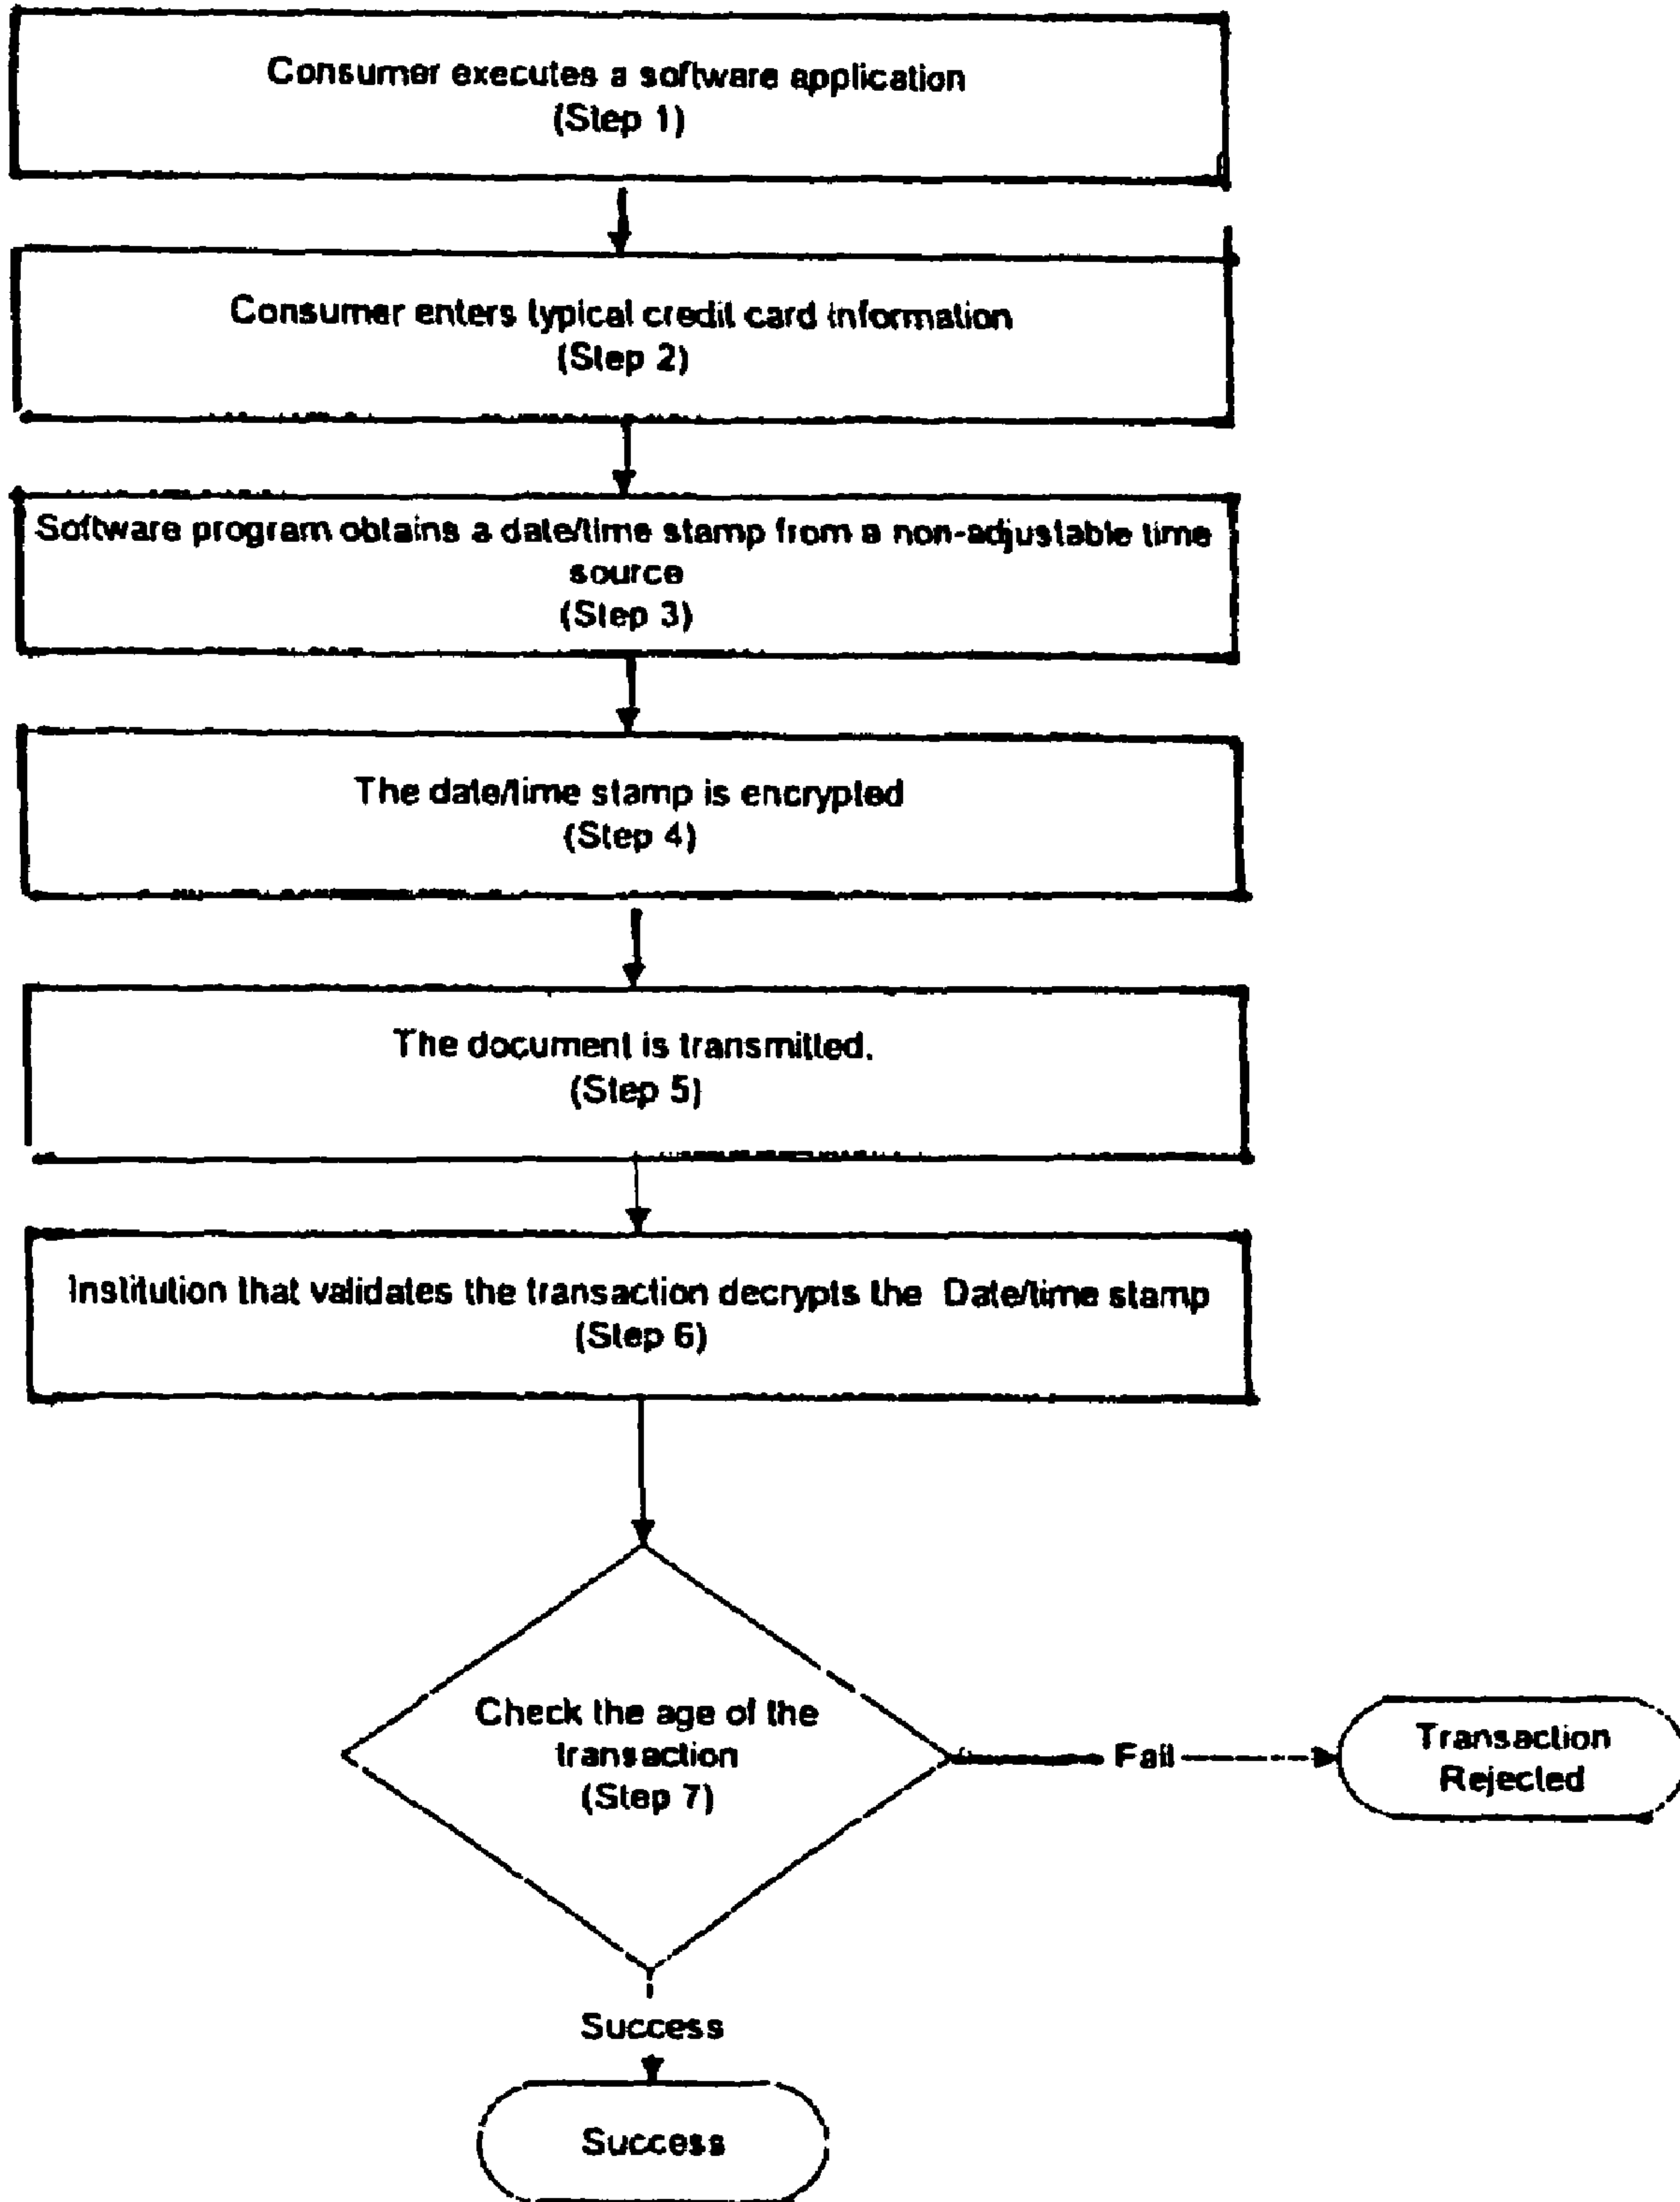 Consumer executes a software application
(Step 1)
Consumer enters typical credit card information
(Step 2)
Software program obtains a date/time stamp from a non-adjustable time
source
(Step 3)
The date/time stamp is encrypted
(Step 4)
The document is transmitted.
(Step 5)
Institution that validates the transaction decrypts the Date/time stamp
(Step 6)
Check the age of the
transaction
(Step 7)
Fail
Transaction
Rejected
Success
Success